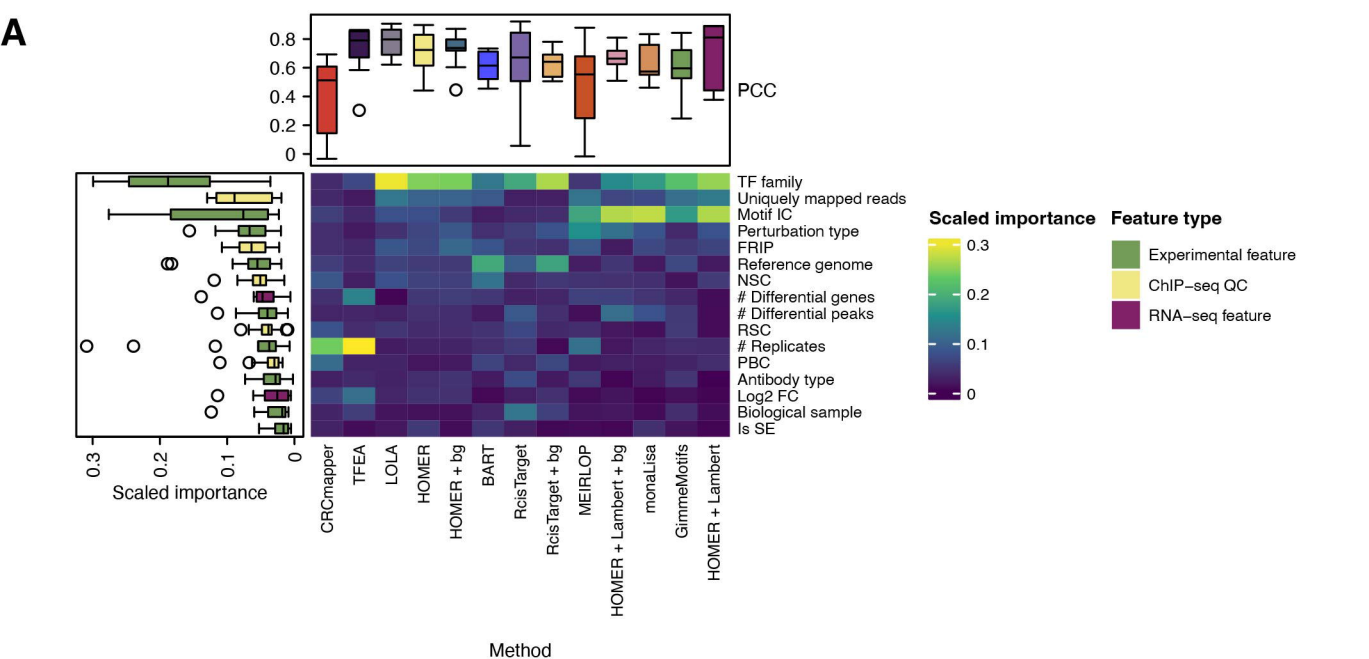 A
0.8
0.6
0.4
0.2
0
PCC
TF family
Uniquely mapped reads
Motif IC
Perturbation type
FRIP
Reference genome
NSC
# Differential genes
# Differential peaks
RSC
# Replicates
PBC
Antibody type
Log2 FC
Biological sample
Is SE
Scaled importance
0.3
0.2
0.1
0
Feature type
Experimental feature
ChIP−seq QC
RNA−seq feature
0.3
0.2
0.1
0
Scaled importance
CRCmapper
TFEA
LOLA
HOMER
HOMER + bg
BART
RcisTarget
RcisTarget + bg
MEIRLOP
HOMER + Lambert + bg
monaLisa
GimmeMotifs
HOMER + Lambert
Method